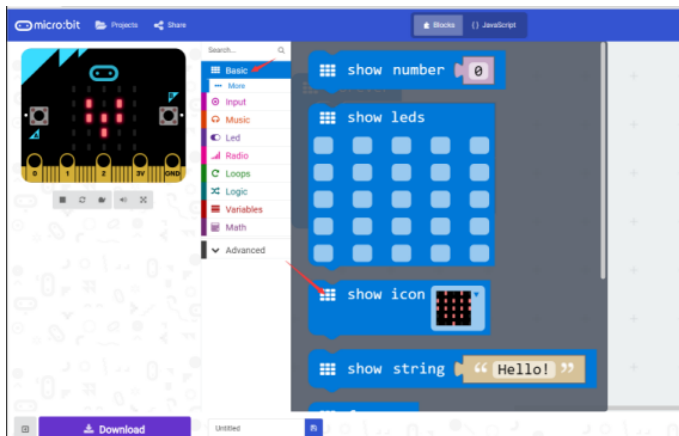 micro:bit Projects Share Blocks {} JavaScript
Search...
Basic
More
Input
Music
Led
Radio
Loops
Logic
Variables
Math
Advanced
A
B
0 1 2 3V GND
show number 0
show leds
show icon
show string “ Hello! ”
Download
Untitled